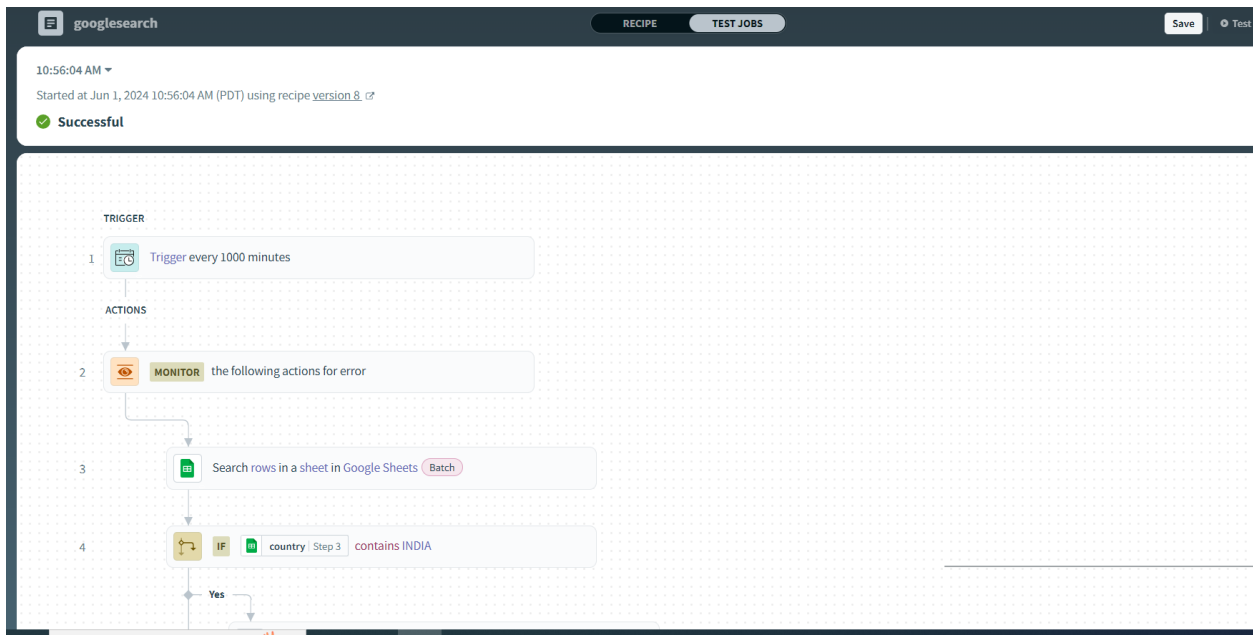 googlesearch
RECIPE
TEST JOBS
Save
Test
10:56:04 AM
Started at Jun 1, 2024 10:56:04 AM (PDT) using recipe version 8
Successful
TRIGGER
1 Trigger every 1000 minutes
ACTIONS
2 MONITOR the following actions for error
3 Search rows in a sheet in Google Sheets Batch
4 IF country Step 3 contains INDIA
Yes